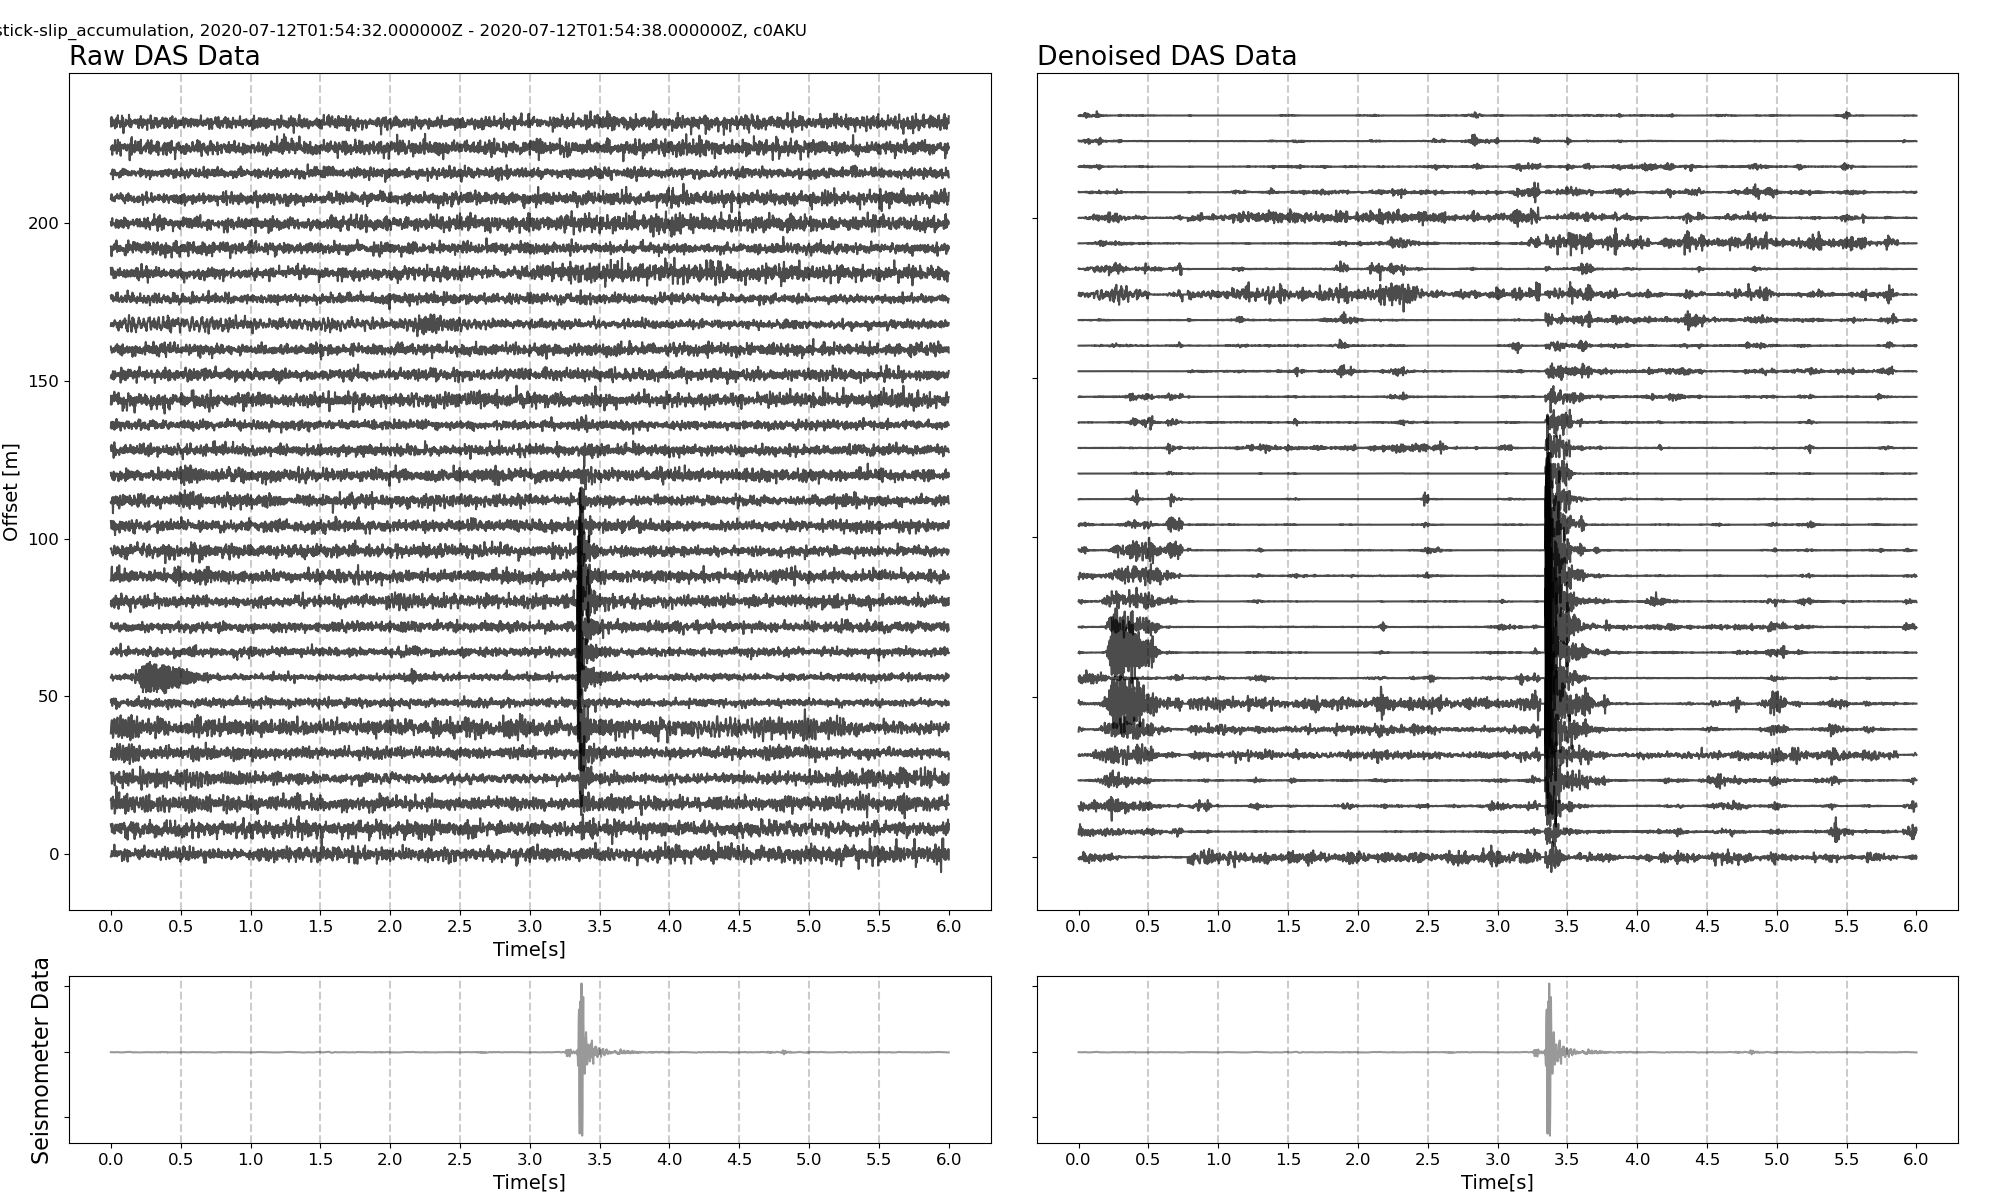 stick-slip_accumulation, 2020-07-12T01:54:32.000000Z - 2020-07-12T01:54:38.000000Z, c0AKU
Raw DAS Data
Denoised DAS Data
Offset [m]
200
150
100
50
0
0.0 0.5 1.0 1.5 2.0 2.5 3.0 3.5 4.0 4.5 5.0 5.5 6.0
Time[s]
0.0 0.5 1.0 1.5 2.0 2.5 3.0 3.5 4.0 4.5 5.0 5.5 6.0
Seismometer Data
0.0 0.5 1.0 1.5 2.0 2.5 3.0 3.5 4.0 4.5 5.0 5.5 6.0
Time[s]
0.0 0.5 1.0 1.5 2.0 2.5 3.0 3.5 4.0 4.5 5.0 5.5 6.0
Time[s]